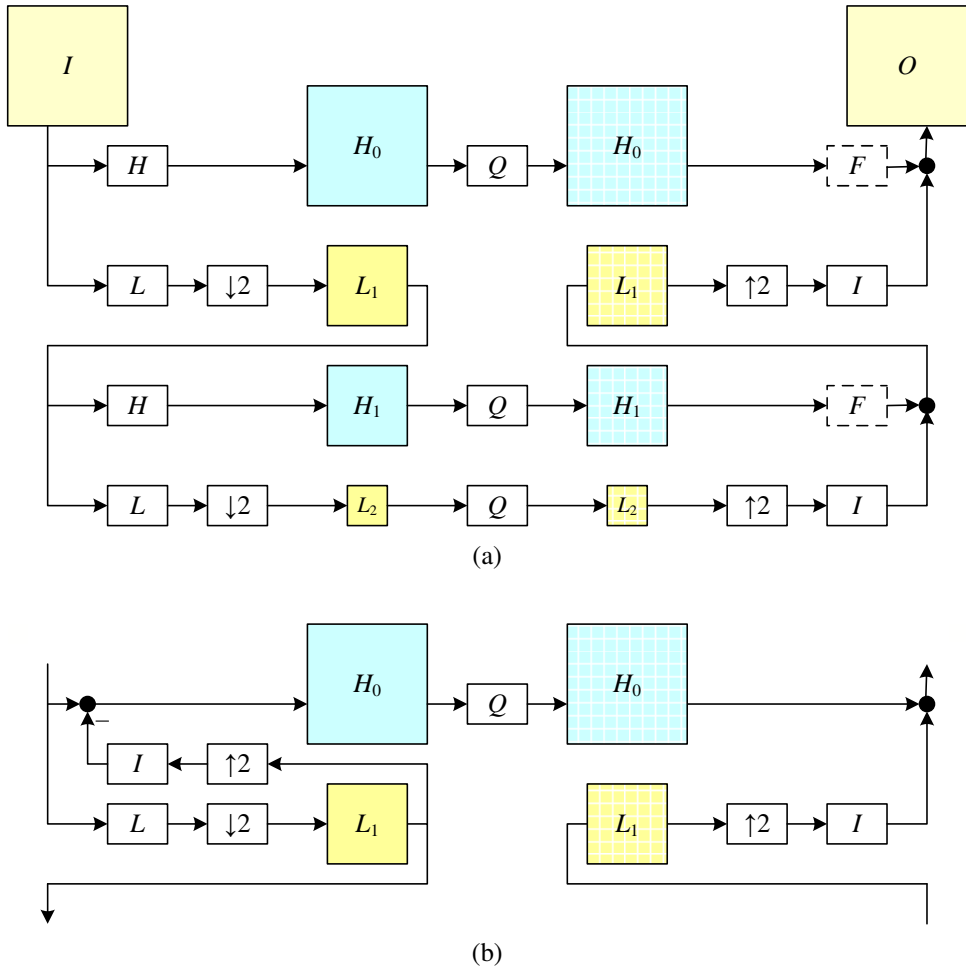 I O
H H₀ Q H₀ F
L ↓2 L₁ L₁ ↑2 I
H H₁ Q H₁ F
L ↓2 L₂ Q L₂ ↑2 I
(a)
H₀ Q H₀
–
I ↑2
L ↓2 L₁ L₁ ↑2 I
(b)